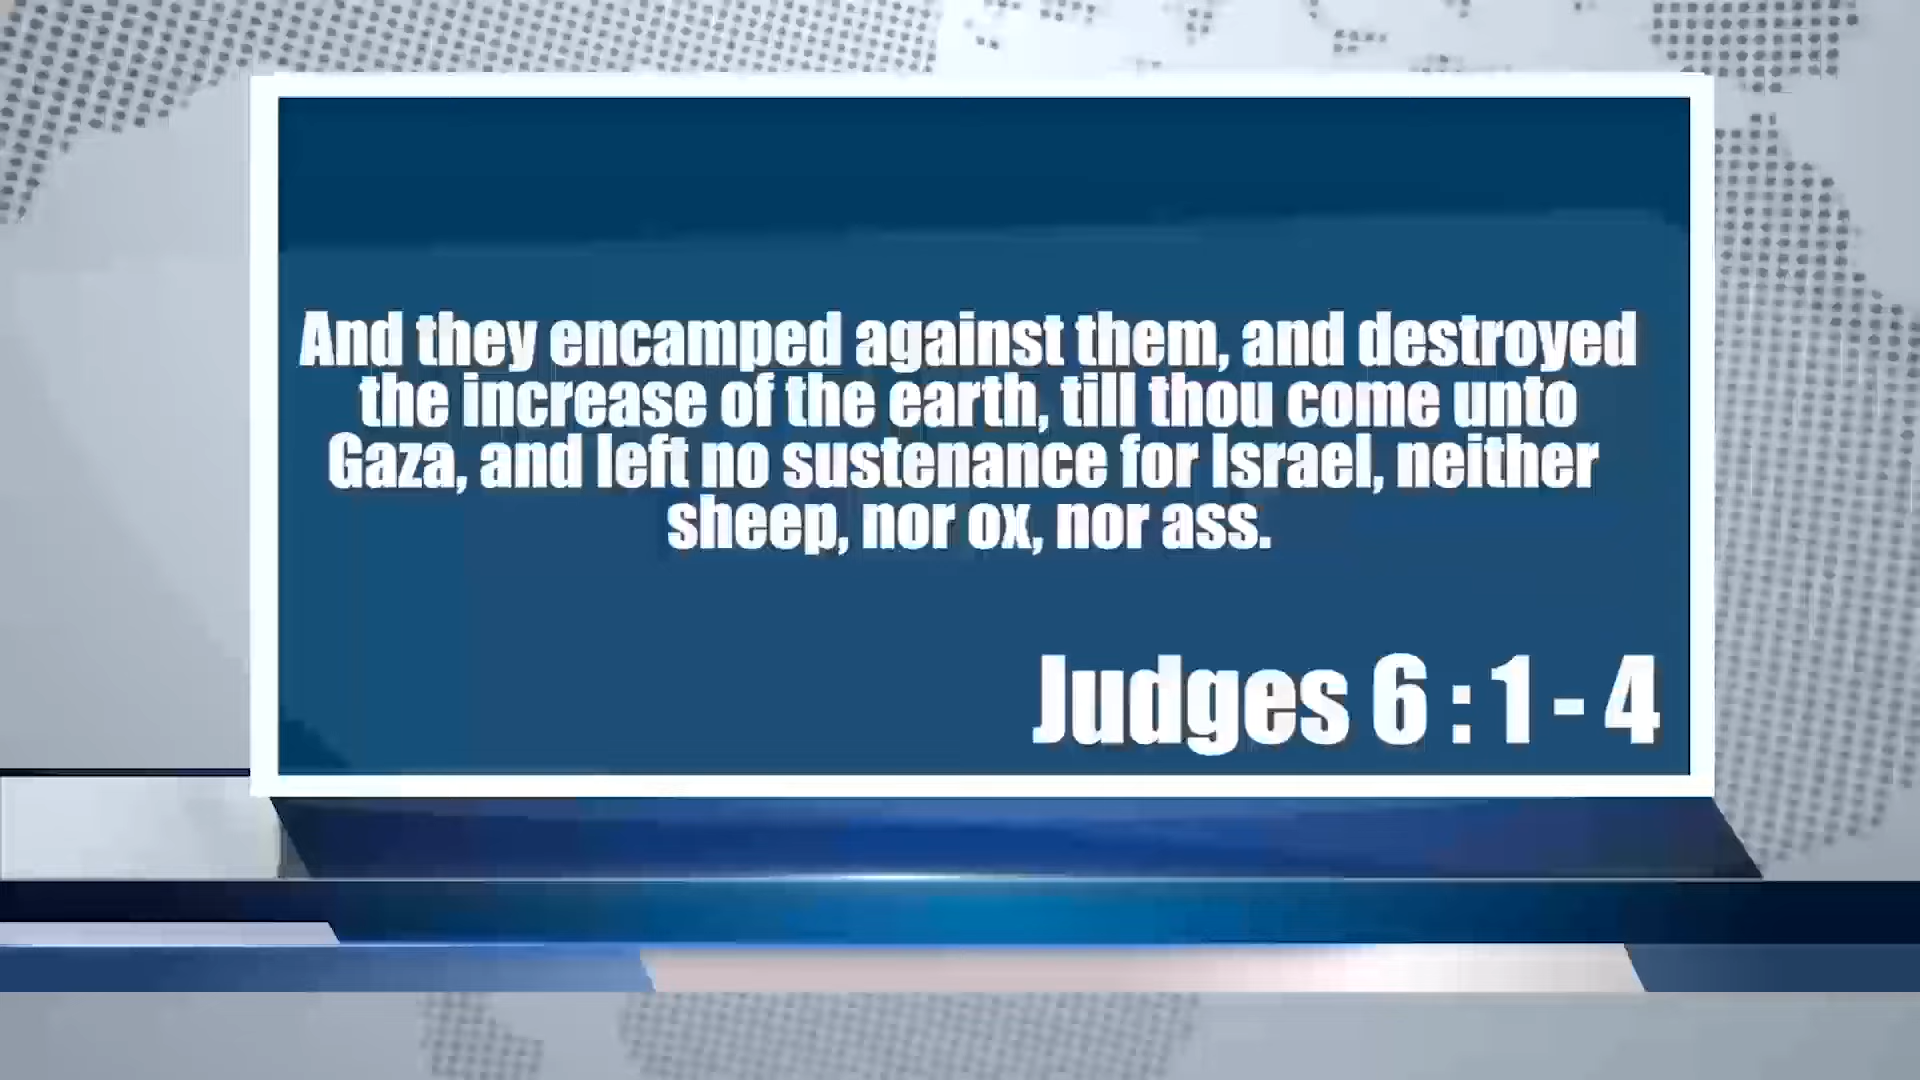 And they encamped against them, and destroyed
the increase of the earth, till thou come unto
Gaza, and left no sustenance for Israel, neither
sheep, nor ox, nor ass.
Judges 6 : 1 - 4